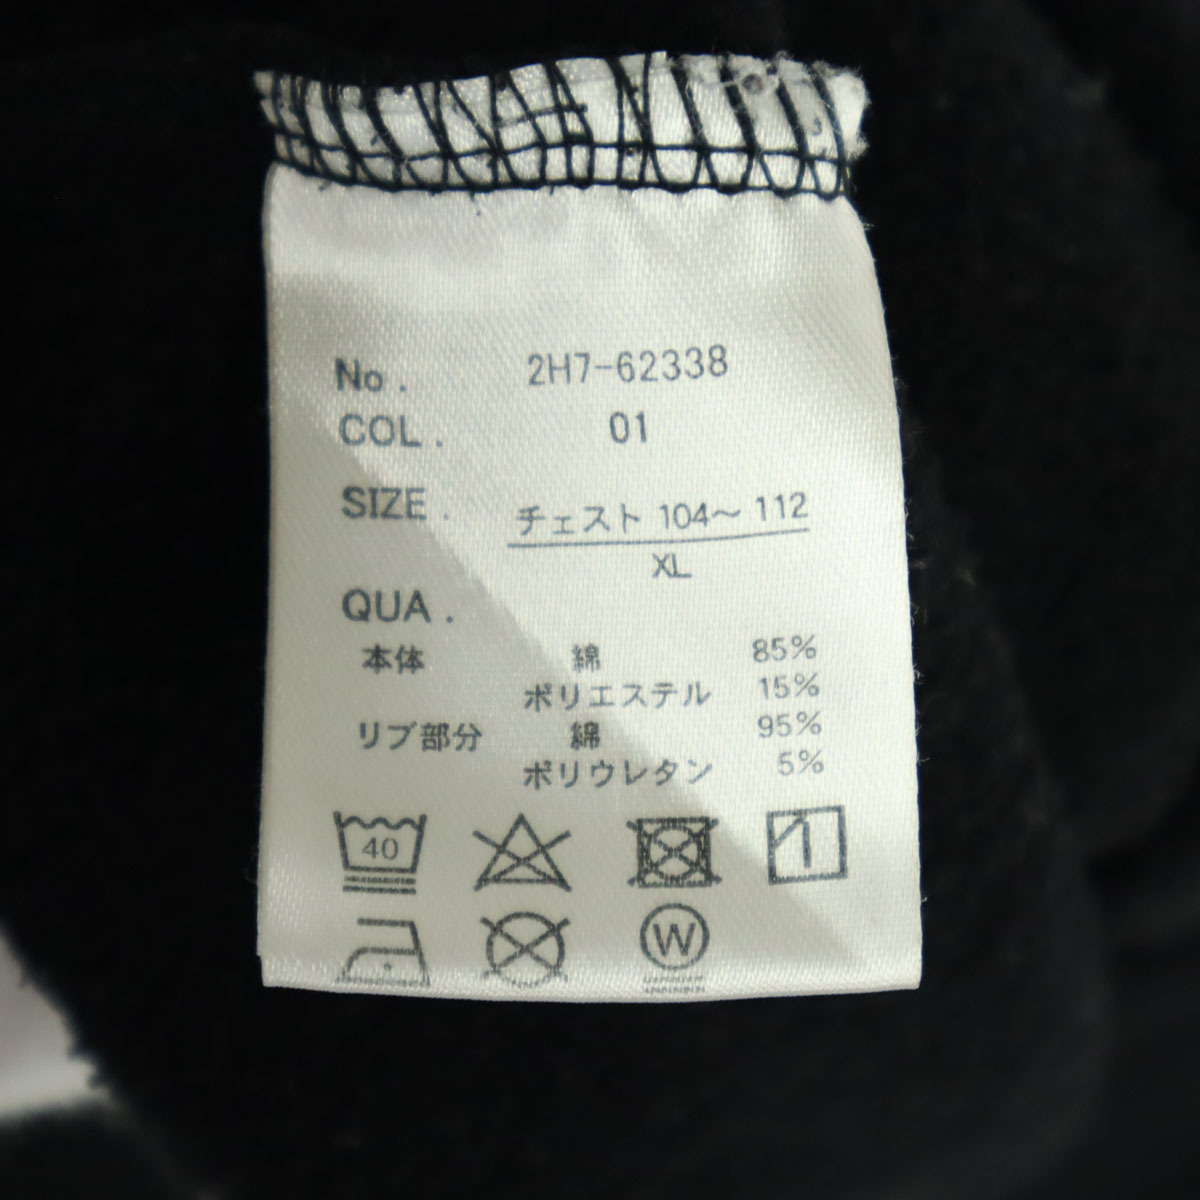 No. 2H7-62338
COL. 01
SIZE. チェスト 104～112
XL
QUA.
本体 綿 85%
ポリエステル 15%
リブ部分 綿 95%
ポリウレタン 5%
40
W